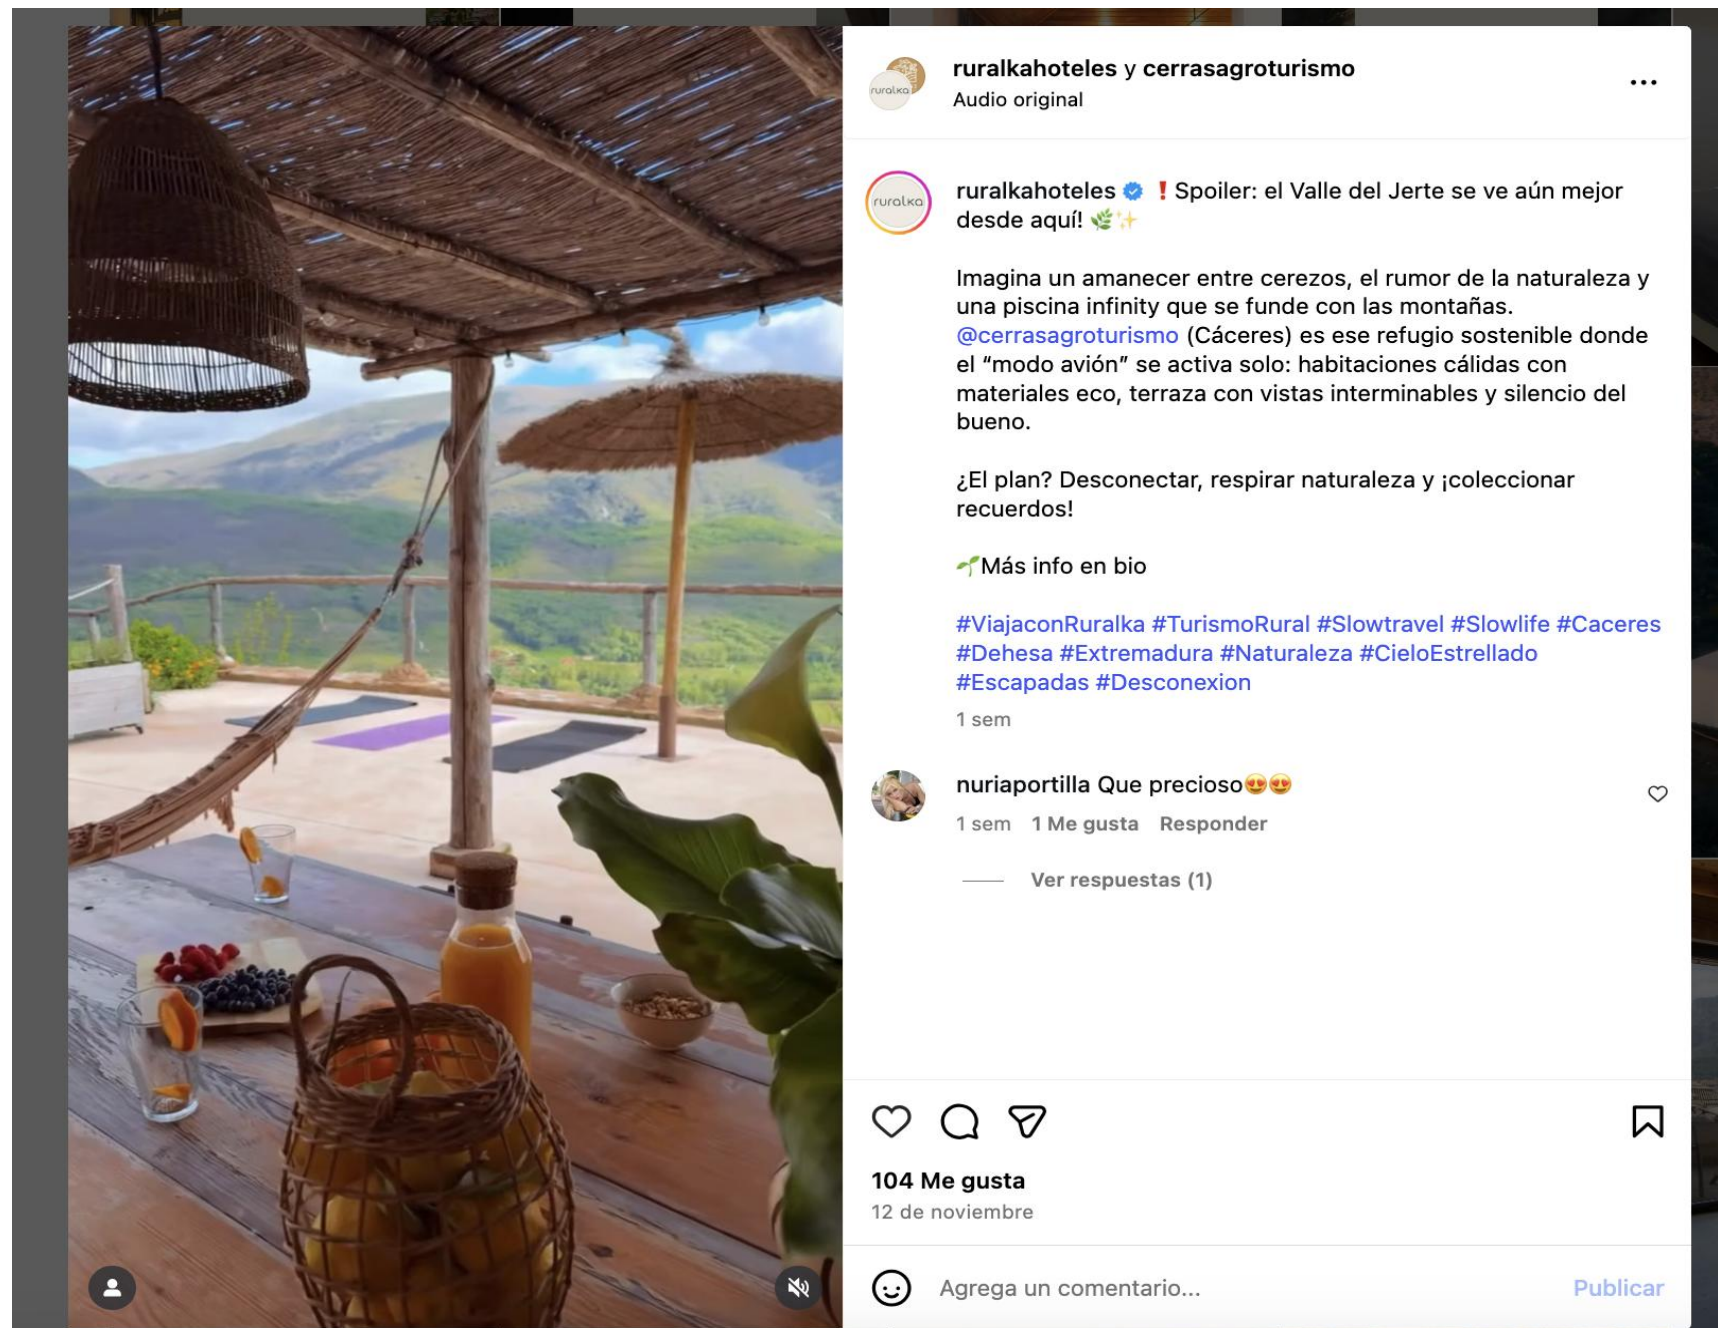 ruralkahoteles y cerrasagroturismo
Audio original
ruralka
ruralka
ruralkahoteles ❗Spoiler: el Valle del Jerte se ve aún mejor
desde aquí! 🌿✨
Imagina un amanecer entre cerezos, el rumor de la naturaleza y
una piscina infinity que se funde con las montañas.
@cerrasagroturismo (Cáceres) es ese refugio sostenible donde
el “modo avión” se activa solo: habitaciones cálidas con
materiales eco, terraza con vistas interminables y silencio del
bueno.
¿El plan? Desconectar, respirar naturaleza y ¡coleccionar
recuerdos!
🌱Más info en bio
#ViajaconRuralka #TurismoRural #Slowtravel #Slowlife #Caceres
#Dehesa #Extremadura #Naturaleza #CieloEstrellado
#Escapadas #Desconexion
1 sem
nuriaportilla Que precioso😍😍
1 sem 1 Me gusta Responder
Ver respuestas (1)
104 Me gusta
12 de noviembre
Agrega un comentario...
Publicar